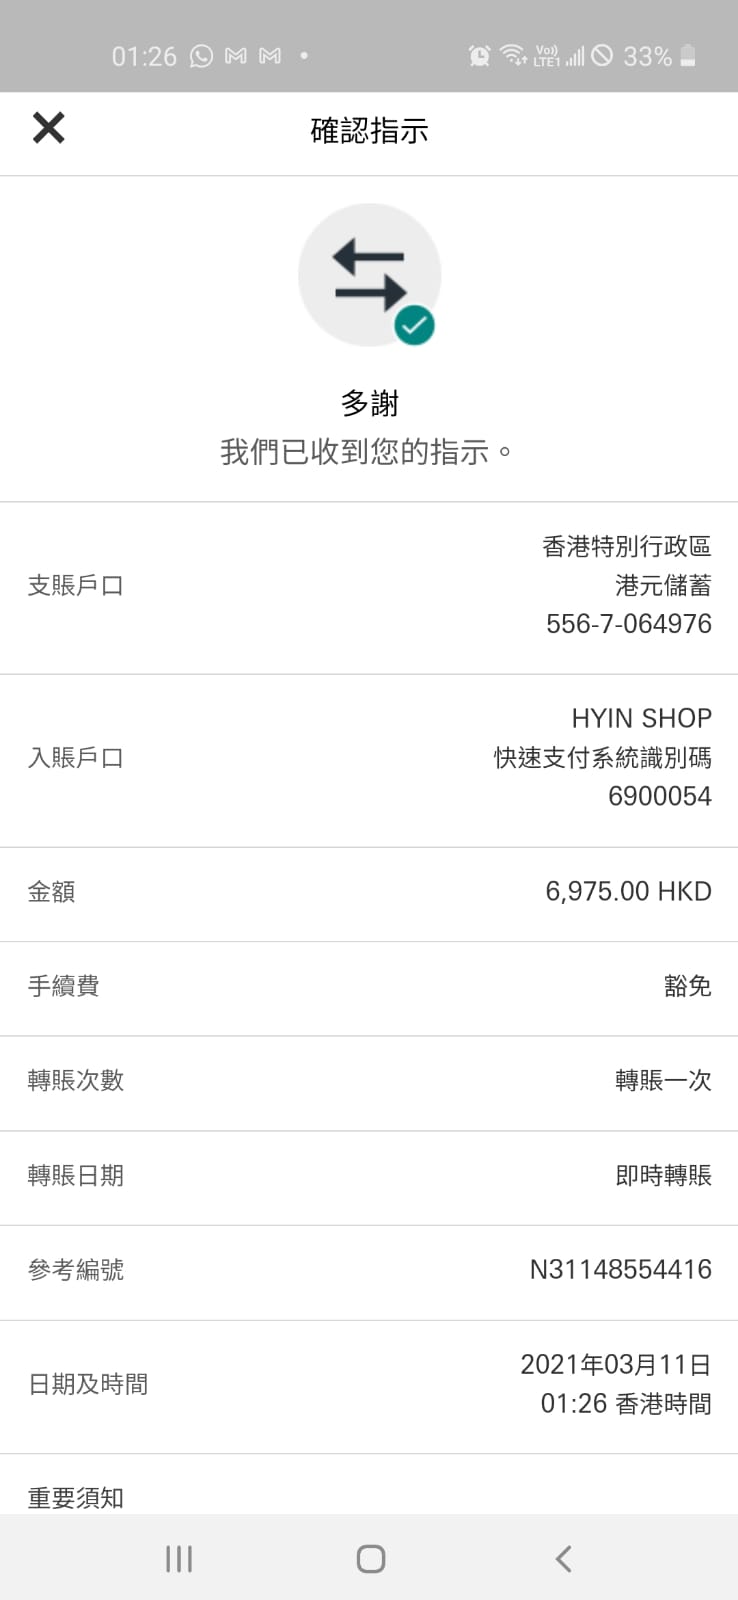 01:26
Vo)) LTE1 33%
確認指示
多謝
我們已收到您的指示。
支賬戶口
香港特別行政區
港元儲蓄
556-7-064976
入賬戶口
HYIN SHOP
快速支付系統識別碼
6900054
金額
6,975.00 HKD
手續費
豁免
轉賬次數
轉賬一次
轉賬日期
即時轉賬
參考編號
N31148554416
日期及時間
2021年03月11日
01:26 香港時間
重要須知